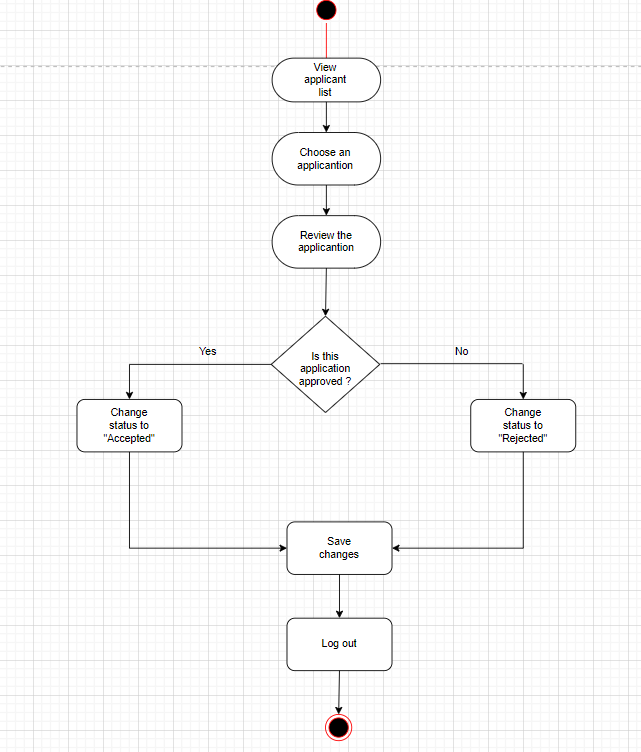 View
applicant
list
Choose an
applicantion
Review the
applicantion
Is this
application
approved ?
Yes
No
Change
status to
"Accepted"
Change
status to
"Rejected"
Save
changes
Log out